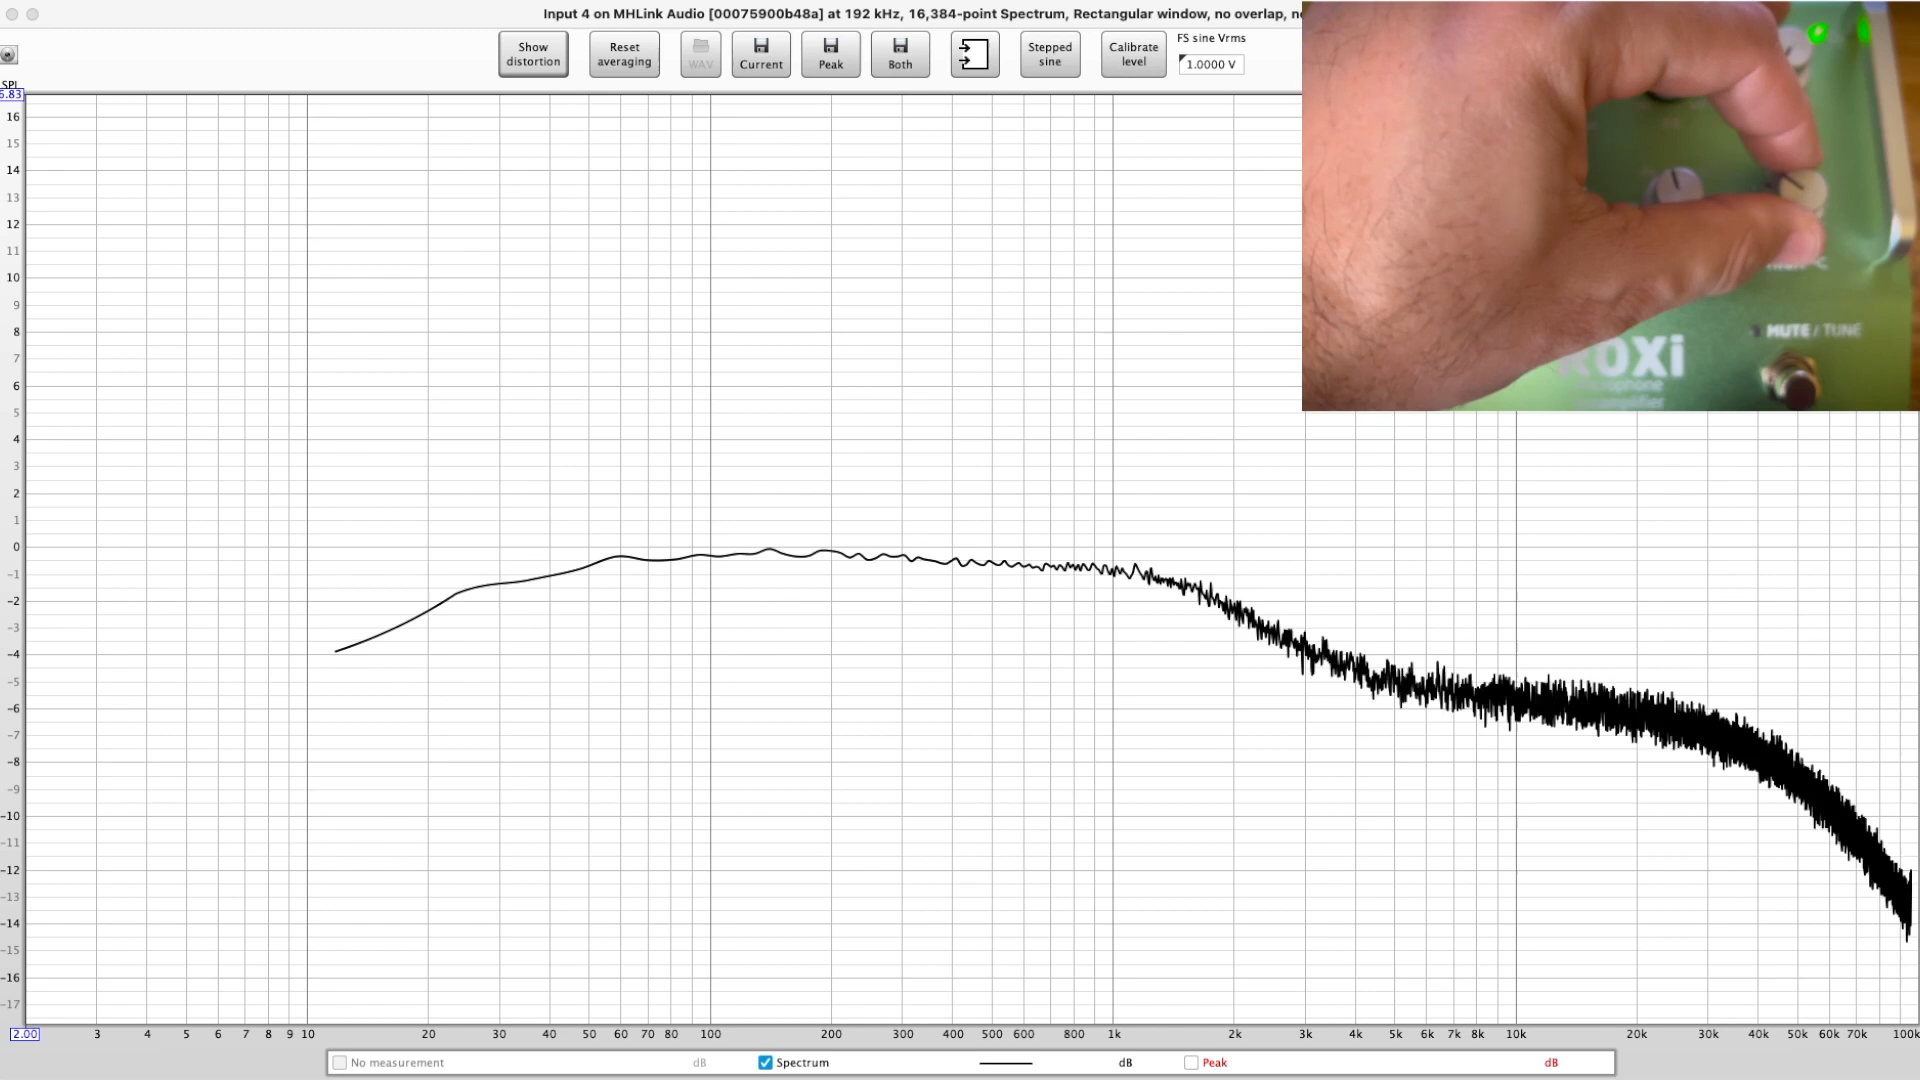 Input 4 on MHLink Audio [00075900b48a] at 192 kHz, 16,384-point Spectrum, Rectangular window, no overlap,
Show distortion
Reset averaging
WAV
Current
Peak
Both
Stepped sine
Calibrate level
FS sine Vrms
1.0000 V
SPL
6.83
16
15
14
13
12
11
10
9
8
7
6
5
4
3
2
1
0
-1
-2
-3
-4
-5
-6
-7
-8
-9
-10
-11
-12
-13
-14
-15
-16
-17
2.00 3 4 5 6 7 8 9 10 20 30 40 50 60 70 80 100 200 300 400 500 600 800 1k 2k 3k 4k 5k 6k 7k 8k 10k 20k 30k 40k 50k 60k 70k 100k
No measurement dB Spectrum dB Peak dB
MUTE / TUNE
oxi